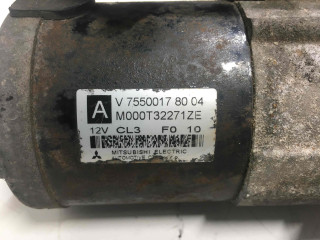 A
V 7550017 80 04
M000T32271ZE
12V CL3 F0 10
MITSUBISHI ELECTRIC